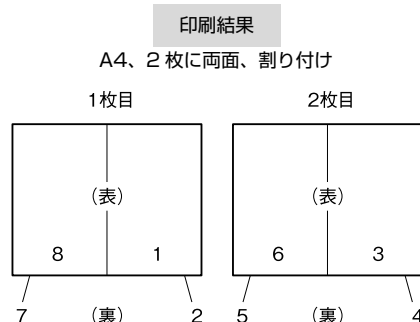 印刷結果
A4、2 枚に両面、割り付け
1枚目 2枚目
(表) (表)
8 1 6 3
7 (裏) 2 5 (裏) 4